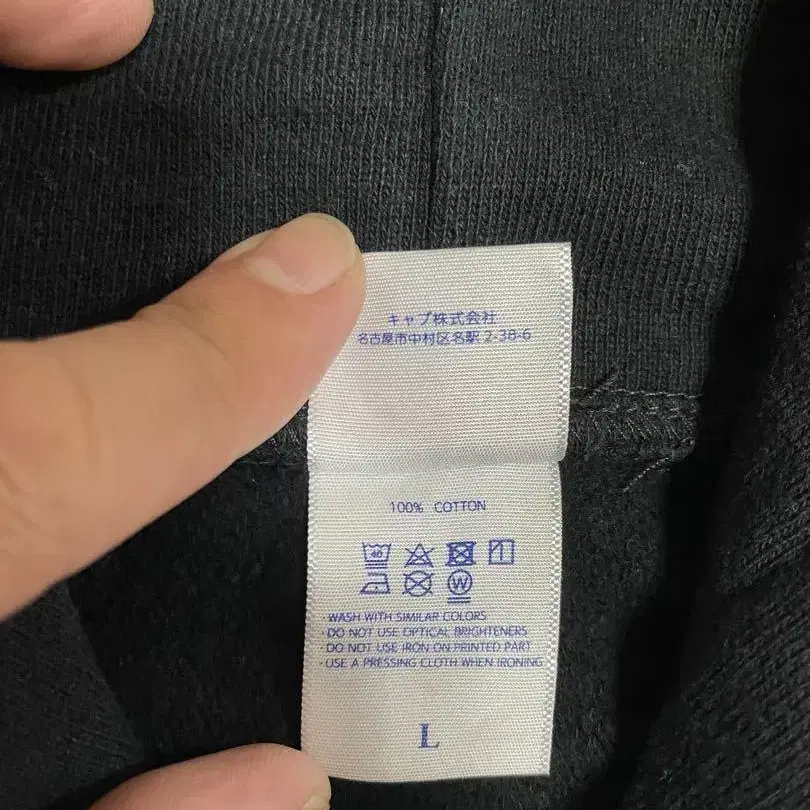 キャブ株式会社
名古屋市中村区名駅 2-38-6
100% COTTON
40
W
WASH WITH SIMILAR COLORS
·DO NOT USE OPTICAL BRIGHTENERS
·DO NOT USE IRON ON PRINTED PART
·USE A PRESSING CLOTH WHEN IRONING
L